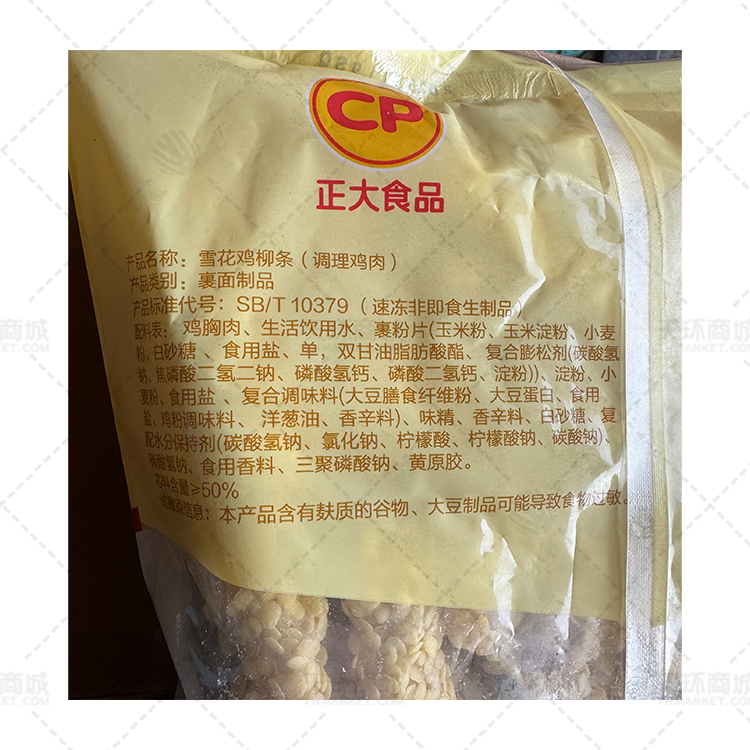 CP
正大食品
产品名称：雪花鸡柳条（调理鸡肉）
产品类别：裹面制品
产品标准代号：SB/T 10379（速冻非即食生制品）
配料表：鸡胸肉、生活饮用水、裹粉片(玉米粉、玉米淀粉、小麦
粉、白砂糖、食用盐、单，双甘油脂肪酸酯、复合膨松剂(碳酸氢
钠、焦磷酸二氢二钠、磷酸氢钙、磷酸二氢钙、淀粉))、淀粉、小
麦粉、食用盐、复合调味料(大豆膳食纤维粉、大豆蛋白、食用
盐、鸡粉调味料、洋葱油、香辛料)、味精、香辛料、白砂糖、复
配水分保持剂(碳酸氢钠、氯化钠、柠檬酸、柠檬酸钠、碳酸钠)、
碳酸氢钠、食用香料、三聚磷酸钠、黄原胶。
含量≥50%
信息：本产品含有麸质的谷物、大豆制品可能导致食物过敏。